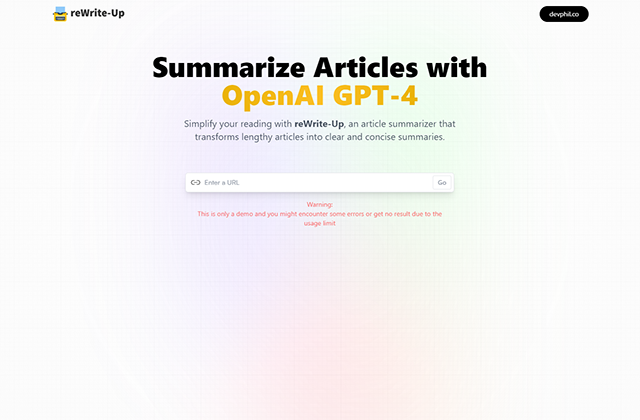 reWrite-Up
devphil.co
Summarize Articles with
OpenAI GPT-4
Simplify your reading with reWrite-Up, an article summarizer that
transforms lengthy articles into clear and concise summaries.
Enter a URL
Go
Warning:
This is only a demo and you might encounter some errors or get no result due to the
usage limit